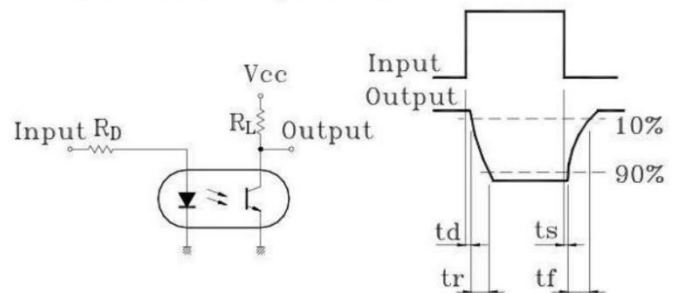 Vcc
Input RD
RL Output
Input
Output
10%
90%
td
ts
tr
tf